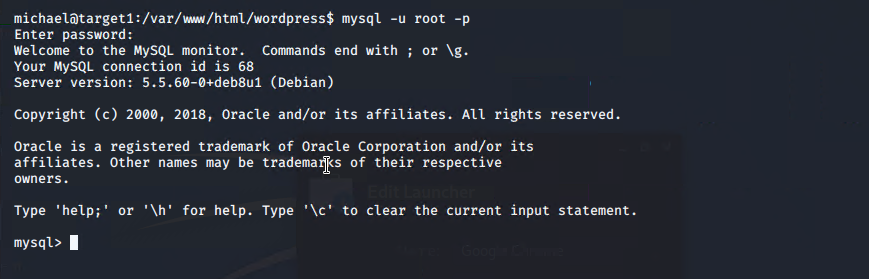 michael@target1:/var/www/html/wordpress$ mysql -u root -p
Enter password:
Welcome to the MySQL monitor.  Commands end with ; or \g.
Your MySQL connection id is 68
Server version: 5.5.60-0+deb8u1 (Debian)
Copyright (c) 2000, 2018, Oracle and/or its affiliates. All rights reserved.
Oracle is a registered trademark of Oracle Corporation and/or its
affiliates. Other names may be trademarks of their respective
owners.
Edit Launcher
Type 'help;' or '\h' for help. Type '\c' to clear the current input statement.
mysql>
Google Chrome